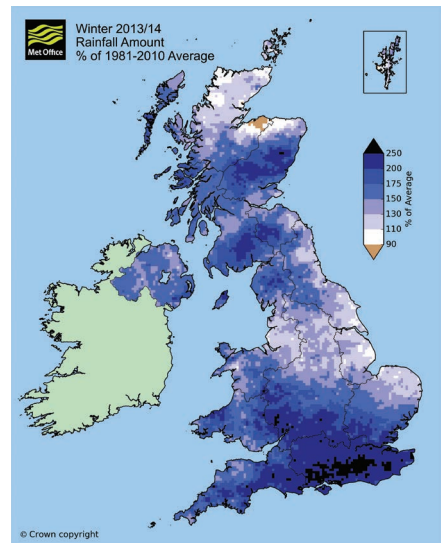 Met Office
Winter 2013/14
Rainfall Amount
% of 1981-2010 Average
250
200
175
150
130
110
90
% of Average
© Crown copyright